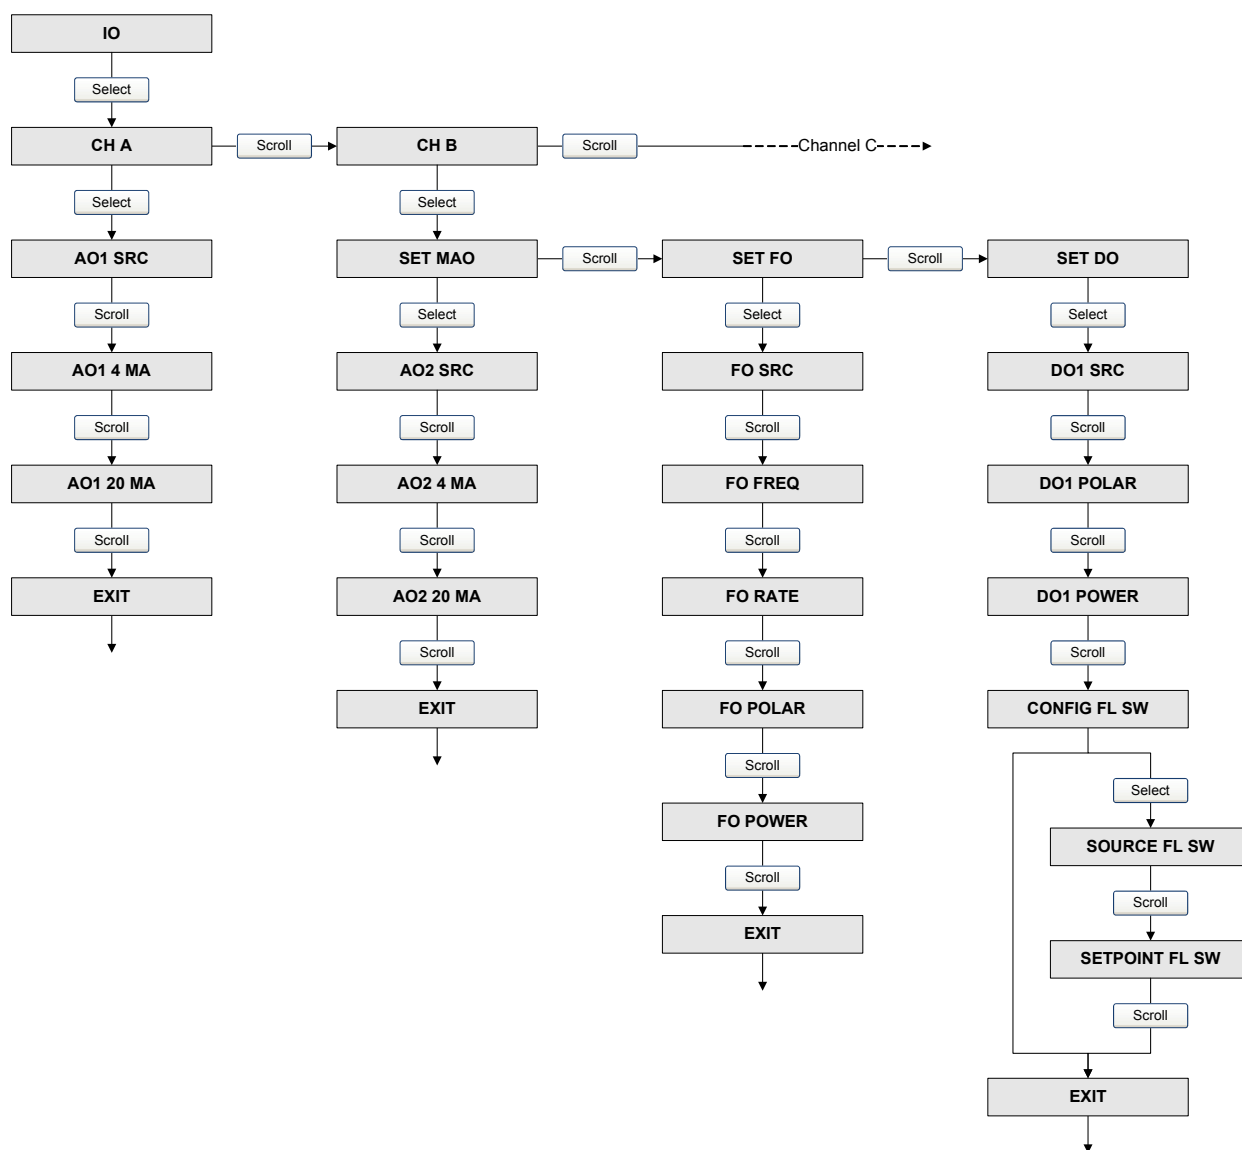 IO
Select
CH A
Scroll
CH B
Scroll
Channel C
Select
Select
AO1 SRC
SET MAO
Scroll
SET FO
Scroll
SET DO
Scroll
Select
Select
Select
AO1 4 MA
AO2 SRC
FO SRC
DO1 SRC
Scroll
Scroll
Scroll
Scroll
AO1 20 MA
AO2 4 MA
FO FREQ
DO1 POLAR
Scroll
Scroll
Scroll
Scroll
EXIT
AO2 20 MA
FO RATE
DO1 POWER
Scroll
Scroll
Scroll
EXIT
FO POLAR
CONFIG FL SW
Scroll
Select
FO POWER
SOURCE FL SW
Scroll
Scroll
EXIT
SETPOINT FL SW
Scroll
EXIT